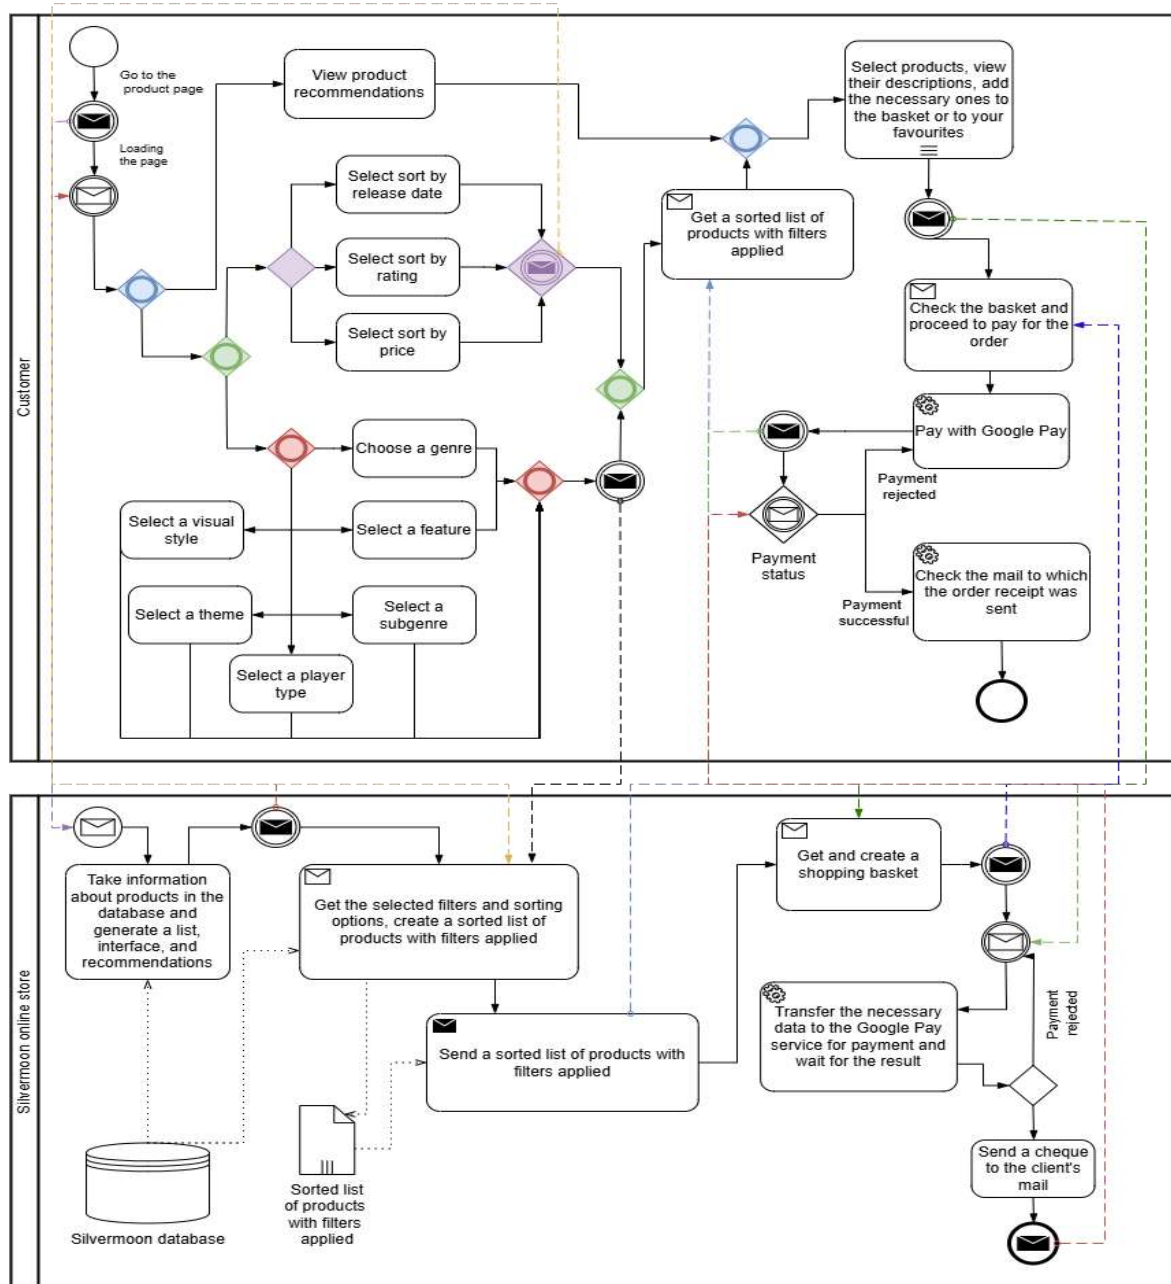 Customer
Go to the
product page
Loading
the page
View product
recommendations
Select sort by
release date
Select sort by
rating
Select sort by
price
Choose a genre
Select a visual
style
Select a feature
Select a theme
Select a
subgenre
Select a player
type
Get a sorted list of
products with filters
applied
Select products, view
their descriptions, add
the necessary ones to
the basket or to your
favourites
Check the basket and
proceed to pay for the
order
Pay with Google Pay
Payment
rejected
Payment
status
Payment
successful
Check the mail to which
the order receipt was
sent
Silvermoon online store
Take information
about products in the
database and
generate a list,
interface, and
recommendations
Get the selected filters and sorting
options, create a sorted list of
products with filters applied
Send a sorted list of products with
filters applied
Sorted list
of products
with filters
applied
Silvermoon database
Get and create a
shopping basket
Transfer the necessary
data to the Google Pay
service for payment and
wait for the result
Payment
rejected
Send a cheque
to the client's
mail